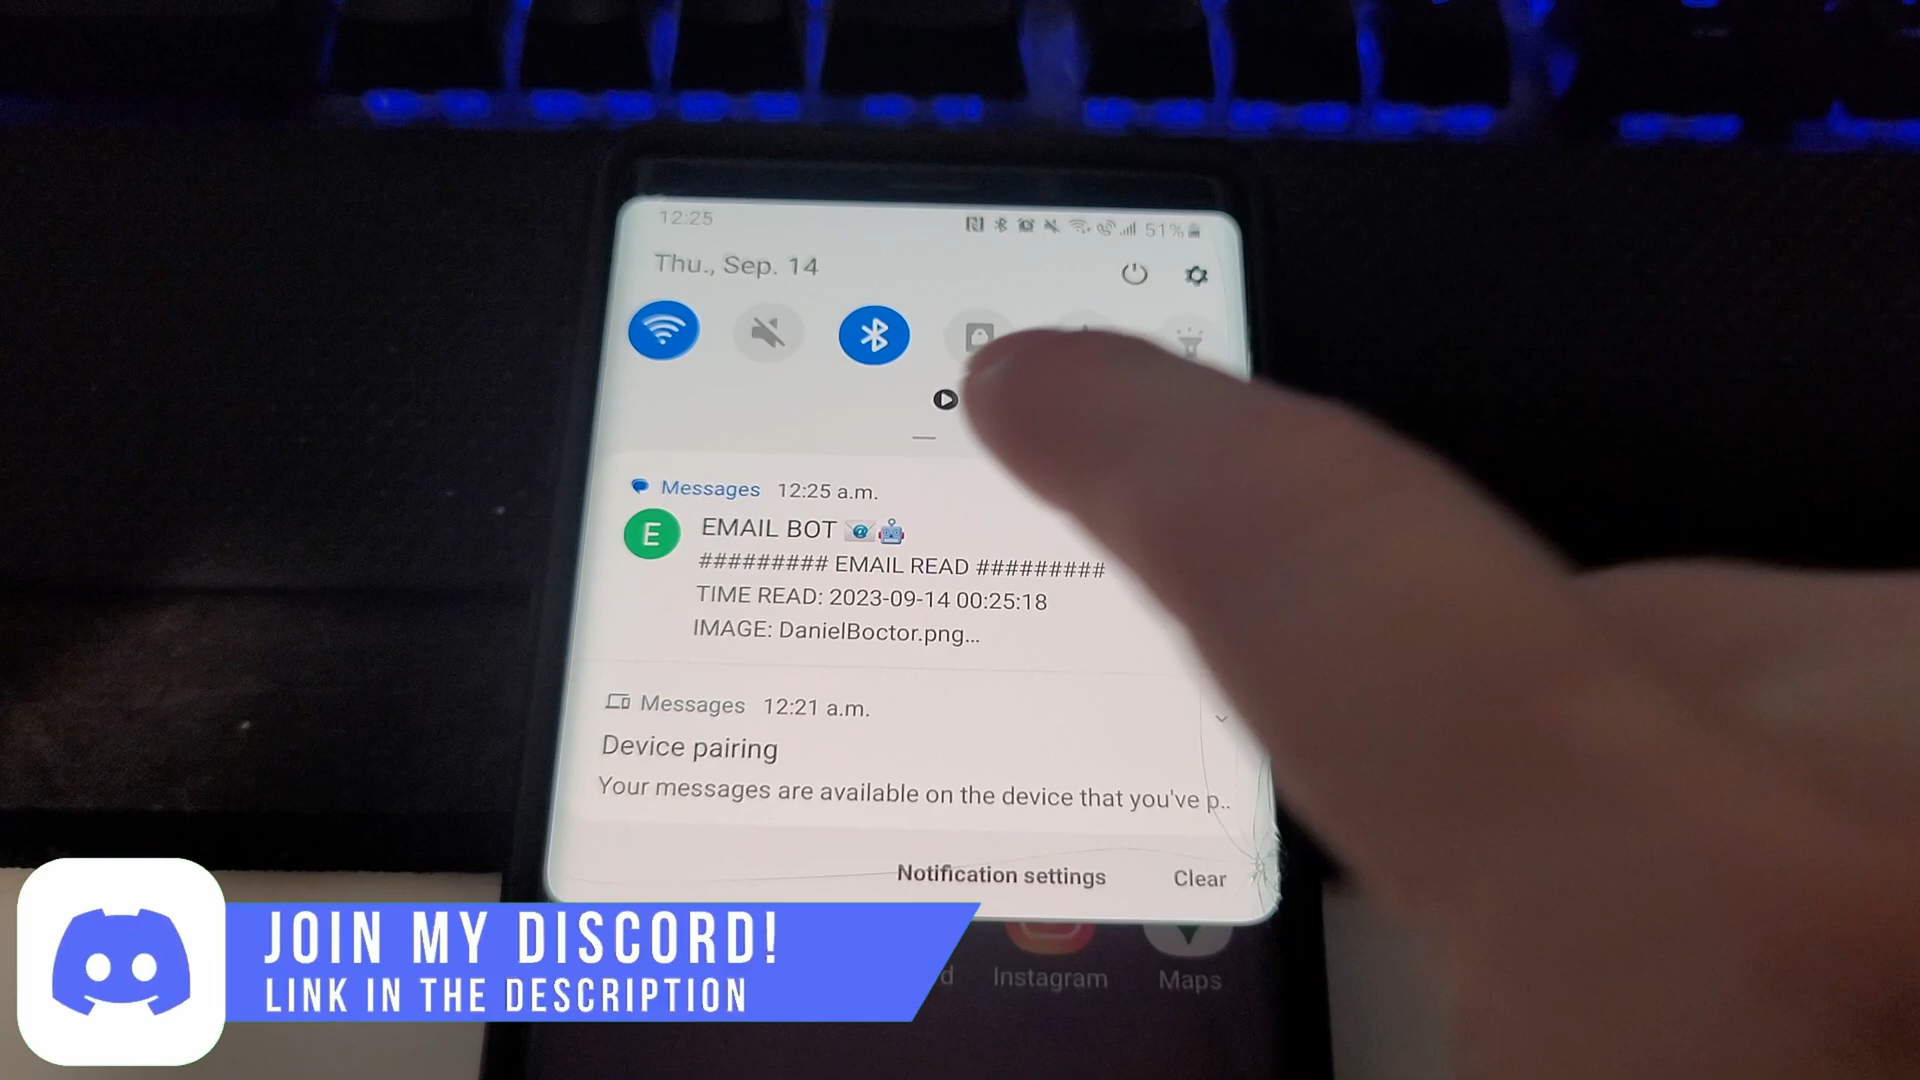 12:25
51%
Thu., Sep. 14
Messages 12:25 a.m.
E
EMAIL BOT
######### EMAIL READ #########
TIME READ: 2023-09-14 00:25:18
IMAGE: DanielBoctor.png...
Messages 12:21 a.m.
Device pairing
Your messages are available on the device that you've p..
Notification settings
Clear
d
Instagram
Maps
JOIN MY DISCORD!
LINK IN THE DESCRIPTION